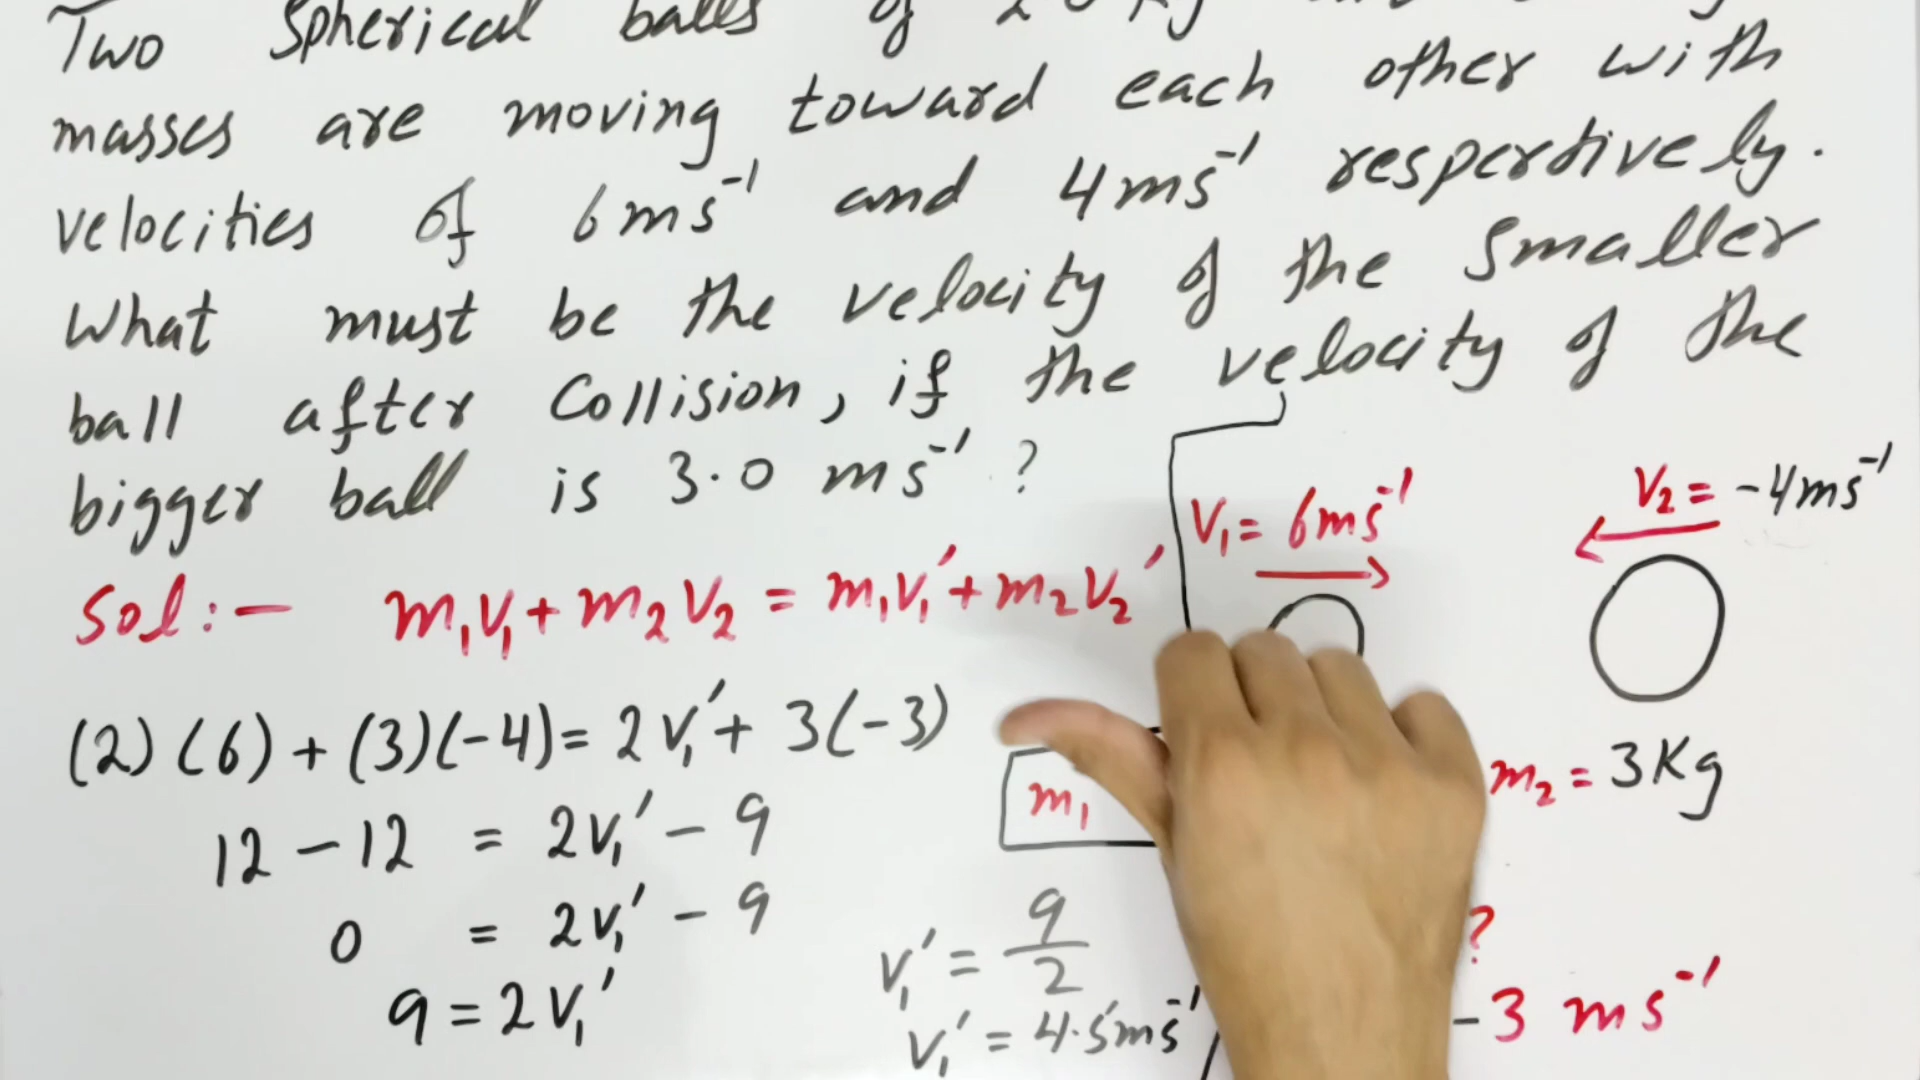 Two Spherical balls of
masses are moving toward each other with
velocities of 6ms⁻¹ and 4ms⁻¹ respertively.
What must be the velocity of the Smaller
ball after Collision, if the velocity of the
bigger ball is 3.0 ms⁻¹ ?
V₁ = 6ms⁻¹
V₂ = -4ms⁻¹
Sol:- m₁V₁ + m₂V₂ = m₁V₁′ + m₂V₂′
(2)(6) + (3)(-4) = 2V₁′ + 3(-3)
m₁
m₂ = 3Kg
12 - 12 = 2V₁′ - 9
0 = 2V₁′ - 9
9 = 2V₁′
V₁′ = 9/2
V₁′ = 4.5ms⁻¹
?
-3 ms⁻¹